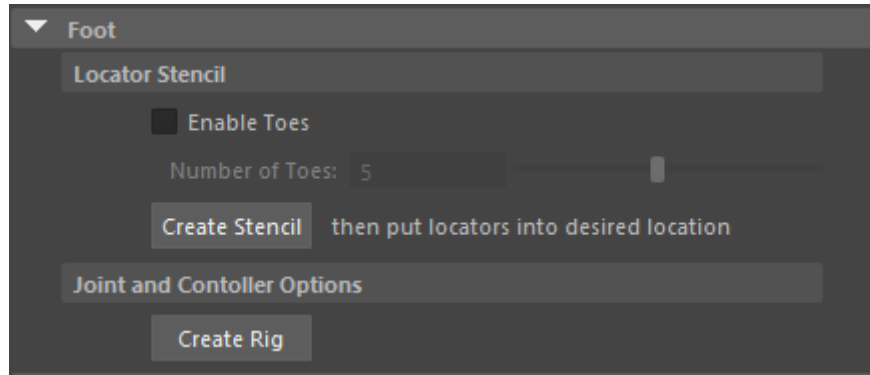 Foot
Locator Stencil
Enable Toes
Number of Toes: 5
Create Stencil then put locators into desired location
Joint and Contoller Options
Create Rig